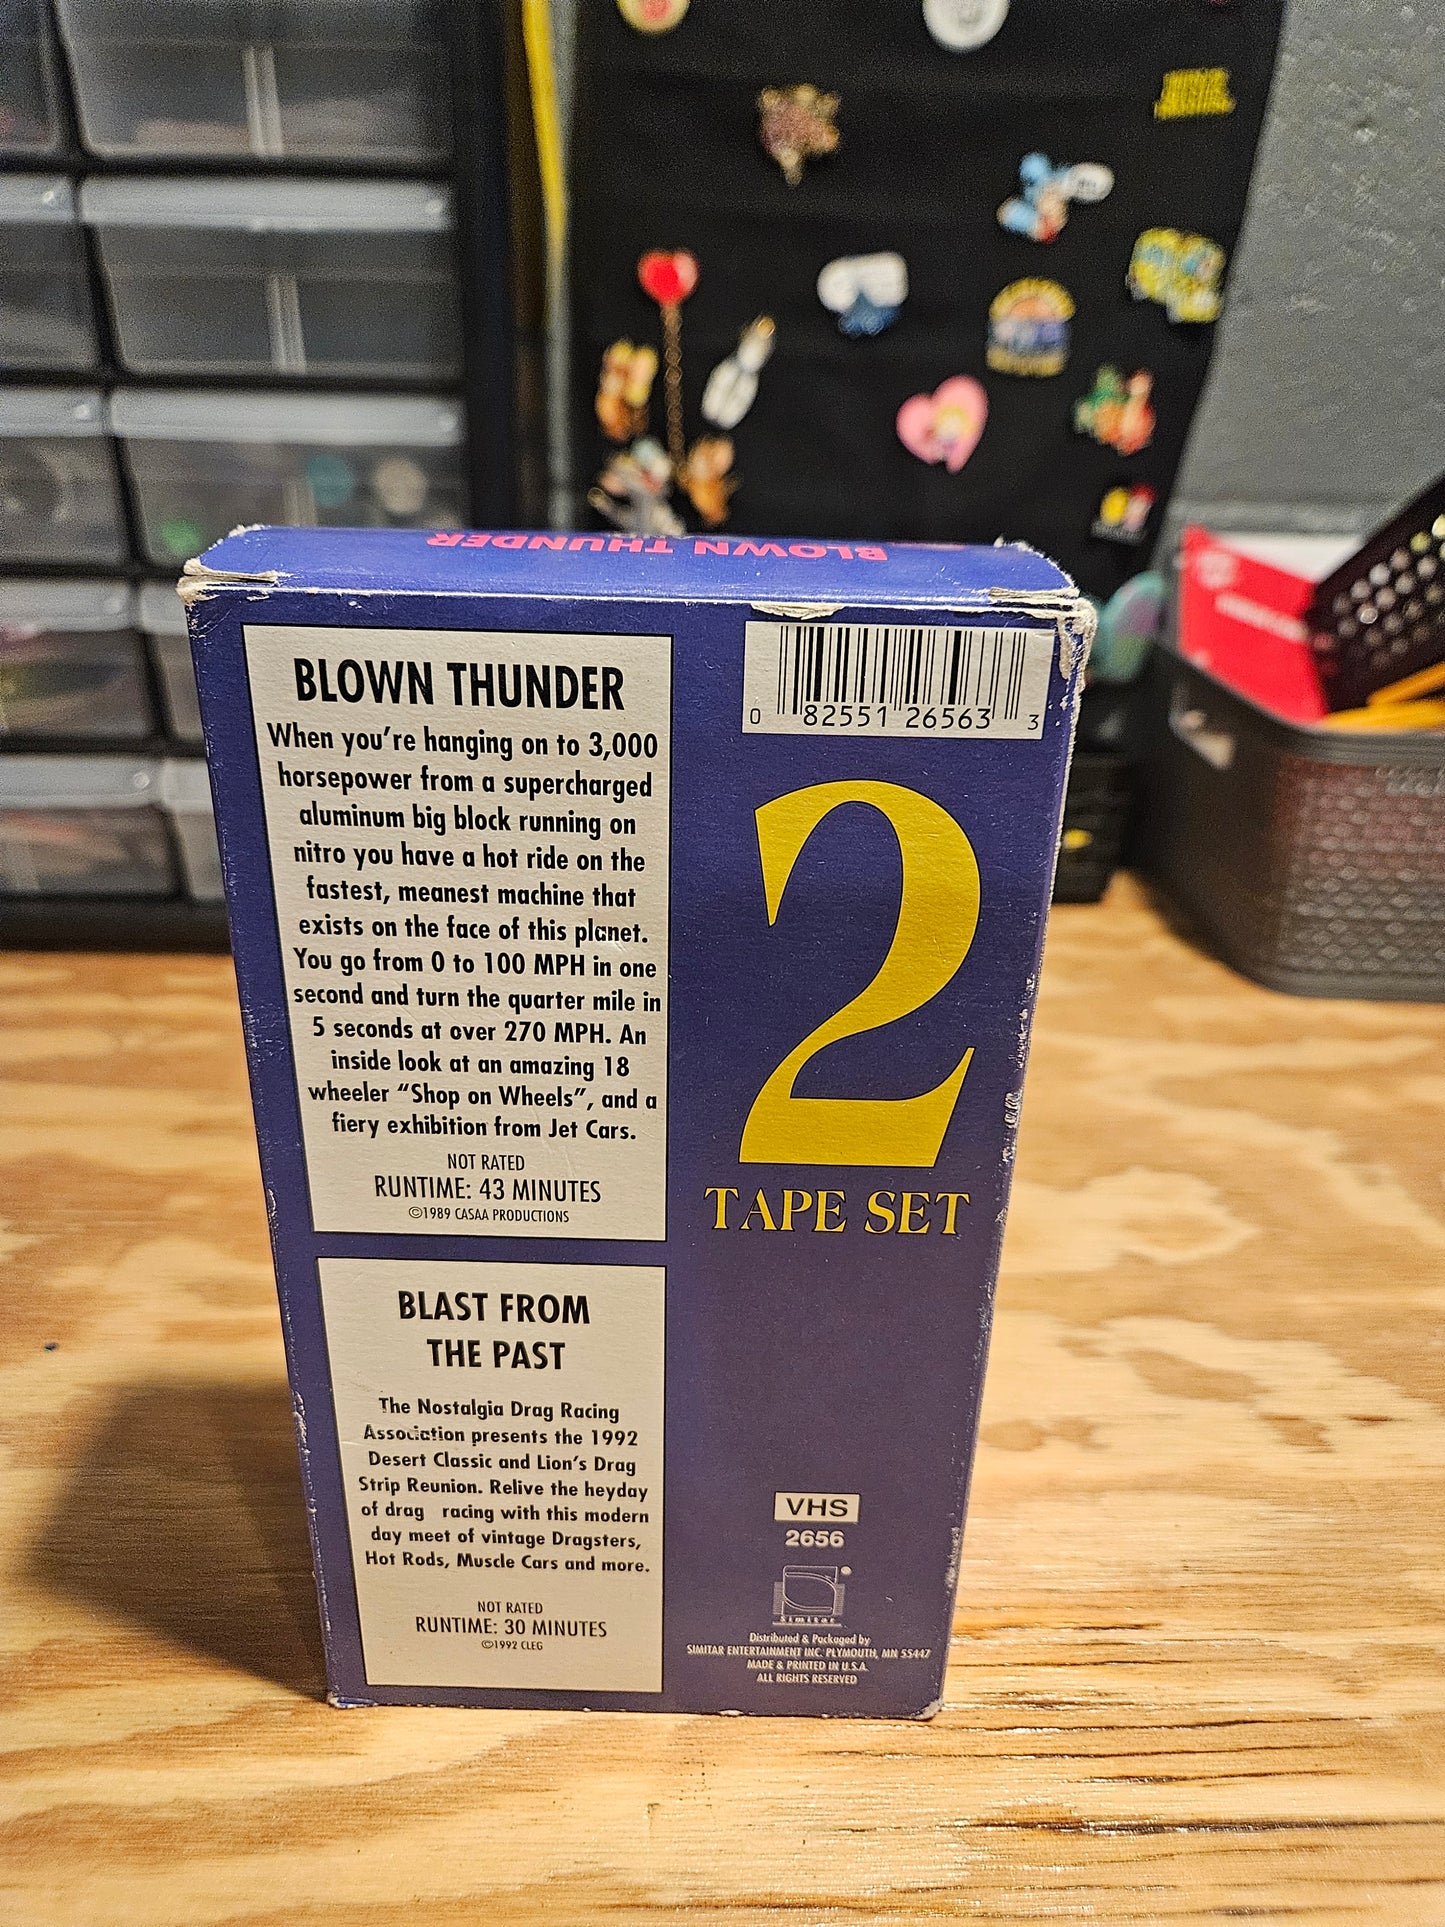 BLOWN THUNDER
BLOWN THUNDER
When you're hanging on to 3,000
horsepower from a supercharged
aluminum big block running on
nitro you have a hot ride on the
fastest, meanest machine that
exists on the face of this planet.
You go from 0 to 100 MPH in one
second and turn the quarter mile in
5 seconds at over 270 MPH. An
inside look at an amazing 18
wheeler "Shop on Wheels", and a
fiery exhibition from Jet Cars.
NOT RATED
RUNTIME: 43 MINUTES
©1989 CASAA PRODUCTIONS
BLAST FROM
THE PAST
The Nostalgia Drag Racing
Association presents the 1992
Desert Classic and Lion's Drag
Strip Reunion. Relive the heyday
of drag racing with this modern
day meet of vintage Dragsters,
Hot Rods, Muscle Cars and more.
NOT RATED
RUNTIME: 30 MINUTES
©1992 CLEG
0 82551 26563 3
2
TAPE SET
VHS
2656
Simitar
Distributed & Packaged by
SIMITAR ENTERTAINMENT INC. PLYMOUTH, MN 55447
MADE & PRINTED IN U.S.A.
ALL RIGHTS RESERVED